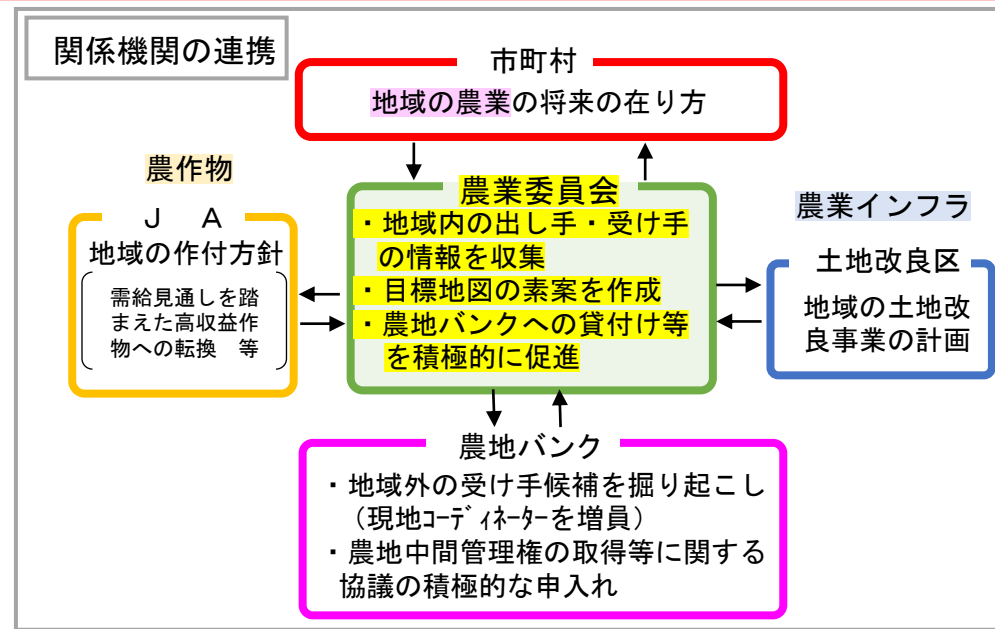 関係機関の連携
市町村
地域の農業の将来の在り方
農作物
ＪＡ
地域の作付方針
需給見通しを踏
まえた高収益作
物への転換　等
農業委員会
・地域内の出し手・受け手
の情報を収集
・目標地図の素案を作成
・農地バンクへの貸付け等
を積極的に促進
農業インフラ
土地改良区
地域の土地改
良事業の計画
農地バンク
・地域外の受け手候補を掘り起こし
（現地ｺｰﾃﾞｨﾈｰﾀｰを増員）
・農地中間管理権の取得等に関する
協議の積極的な申入れ